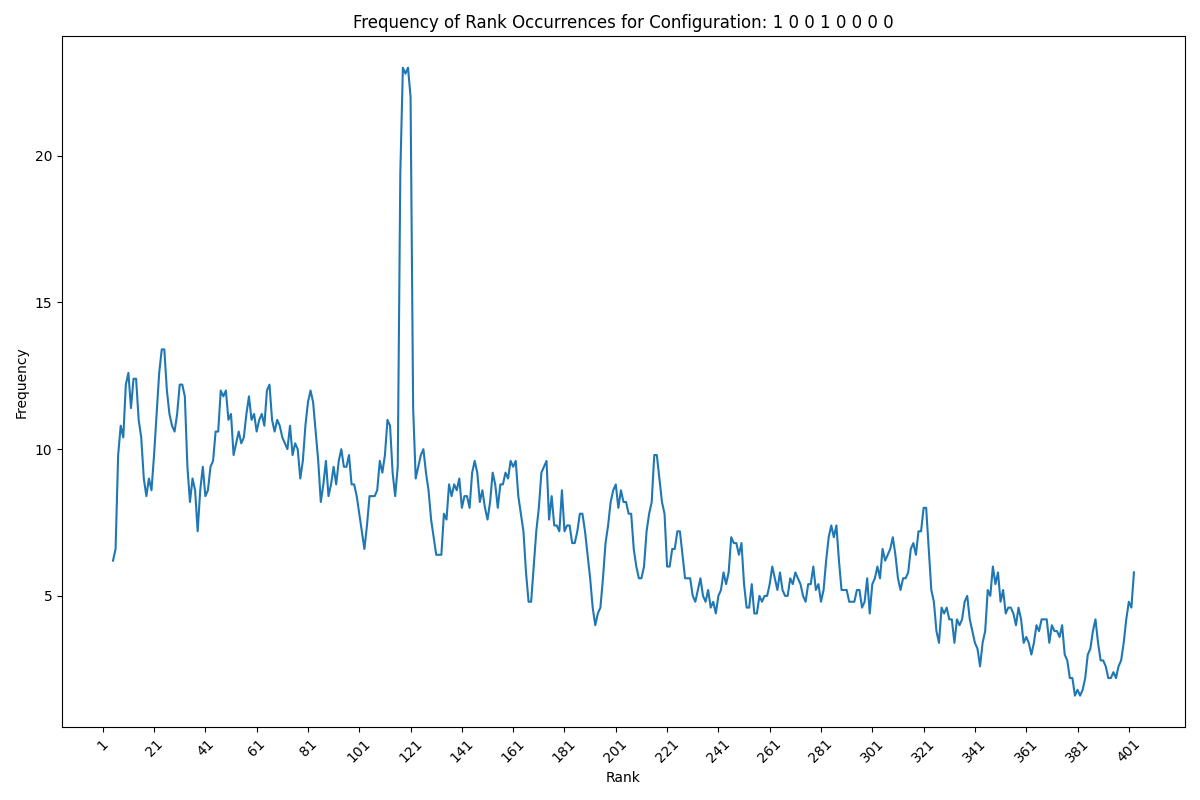 Frequency of Rank Occurrences for Configuration: 1 0 0 1 0 0 0 0
Frequency
20
15
10
5
1 21 41 61 81 101 121 141 161 181 201 221 241 261 281 301 321 341 361 381 401
Rank